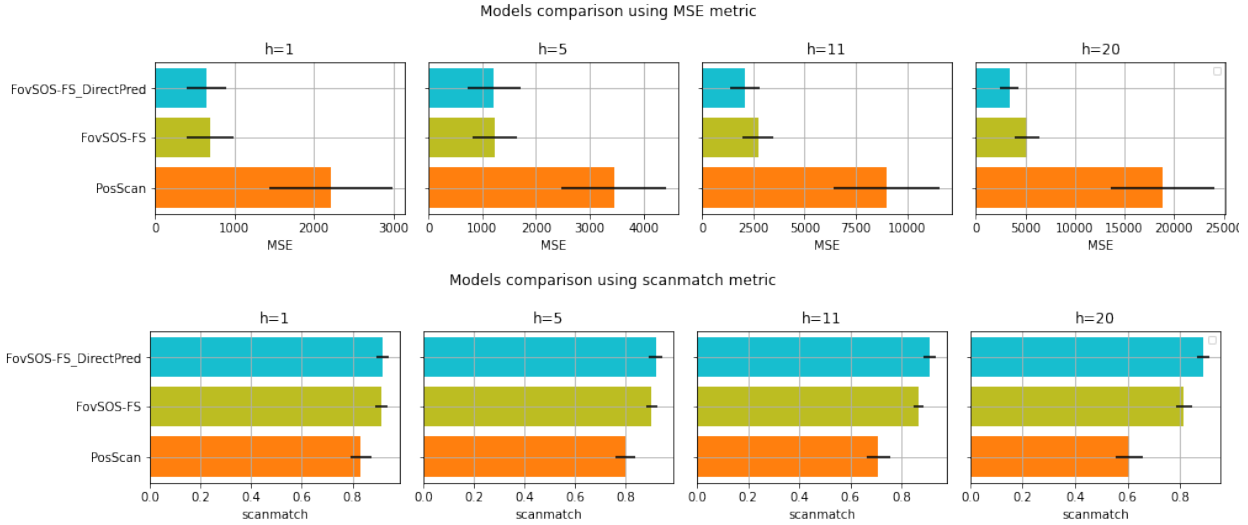 Models comparison using MSE metric
h=1
h=5
h=11
h=20
FovSOS-FS_DirectPred
FovSOS-FS
PosScan
0 1000 2000 3000
0 1000 2000 3000 4000
0 2500 5000 7500 10000
0 5000 10000 15000 20000 25000
MSE
MSE
MSE
MSE
Models comparison using scanmatch metric
h=1
h=5
h=11
h=20
FovSOS-FS_DirectPred
FovSOS-FS
PosScan
0.0 0.2 0.4 0.6 0.8
0.0 0.2 0.4 0.6 0.8
0.0 0.2 0.4 0.6 0.8
0.0 0.2 0.4 0.6 0.8
scanmatch
scanmatch
scanmatch
scanmatch